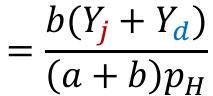 = b(Y_j + Y_d) / (a + b)p_H